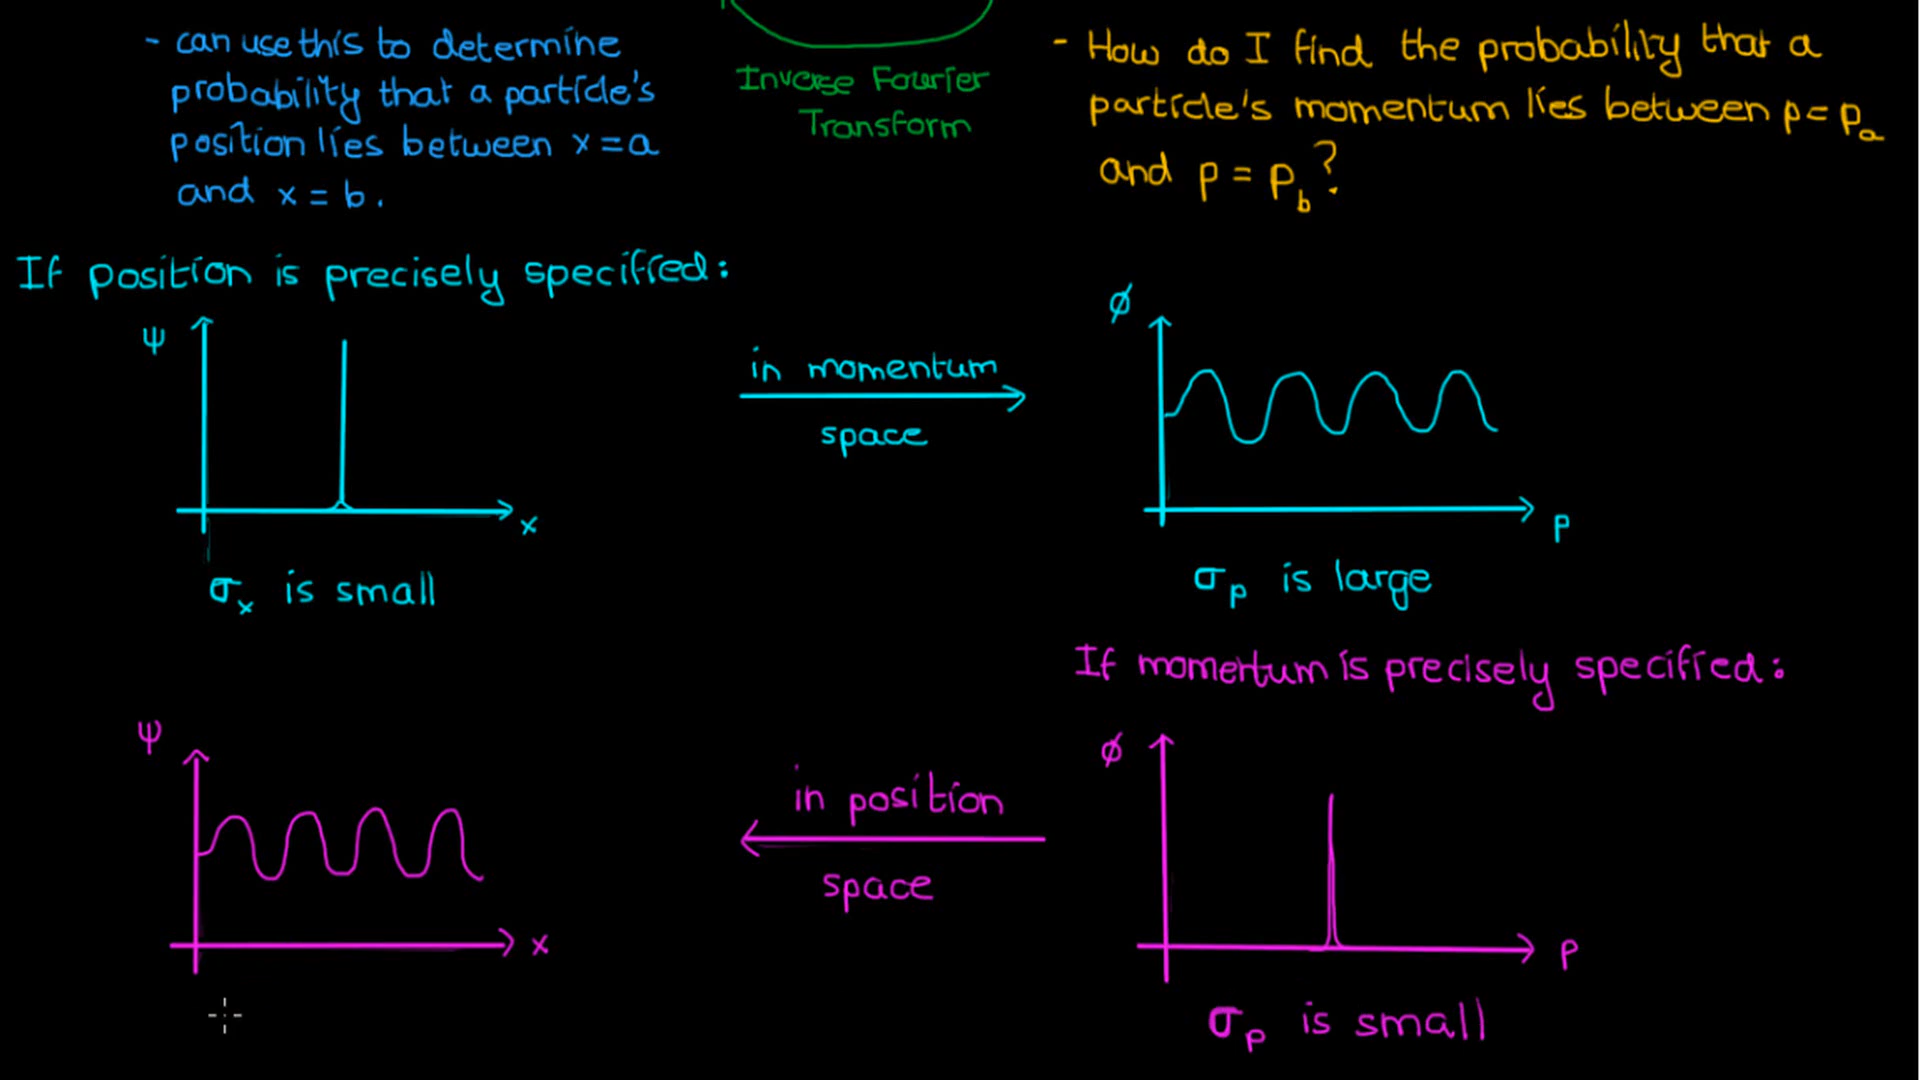 - can use this to determine
probability that a particle's
position lies between x = a
and x = b.
Inverse Fourier
Transform
- How do I find the probability that a
particle's momentum lies between p = pₐ
and p = p_b?
If position is precisely specified:
ψ
x
σₓ is small
in momentum
space
ϕ
p
σₚ is large
If momentum is precisely specified:
ψ
x
in position
space
ϕ
p
σₚ is small